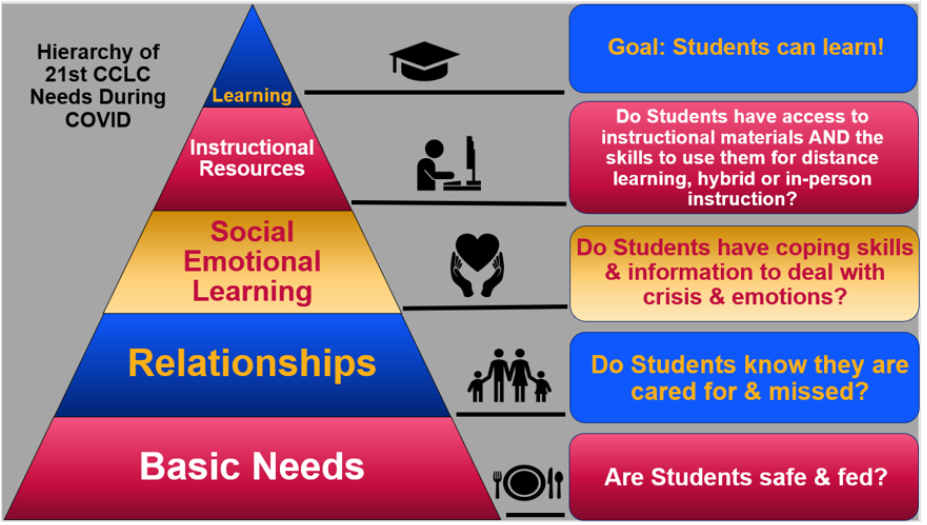 Hierarchy of
21st CCLC
Needs During
COVID
Learning
Goal: Students can learn!
Instructional
Resources
Do Students have access to
instructional materials AND the
skills to use them for distance
learning, hybrid or in-person
instruction?
Social
Emotional
Learning
Do Students have coping skills
& information to deal with
crisis & emotions?
Relationships
Do Students know they are
cared for & missed?
Basic Needs
Are Students safe & fed?